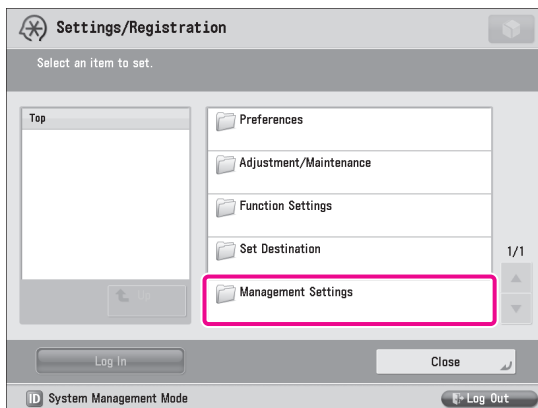 Settings/Registration
Select an item to set.
Top
Preferences
Adjustment/Maintenance
Function Settings
Set Destination
1/1
Management Settings
Up
Log In
Close
ID System Management Mode
Log Out